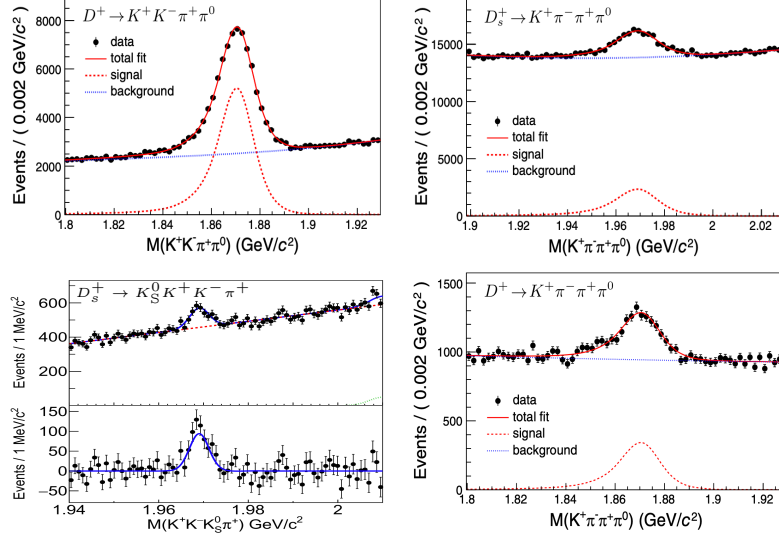 D⁺→K⁺K⁻π⁺π⁰
data
total fit
signal
background
8000
6000
4000
2000
0
Events / ( 0.002 GeV/c² )
1.8 1.82 1.84 1.86 1.88 1.9 1.92
M(K⁺K⁻π⁺π⁰) (GeV/c²)
D_s⁺→K⁺π⁻π⁺π⁰
15000
10000
5000
0
Events / ( 0.002 GeV/c² )
data
total fit
signal
background
1.9 1.92 1.94 1.96 1.98 2 2.02
M(K⁺π⁻π⁺π⁰) (GeV/c²)
D_s⁺ → K_S⁰K⁺K⁻π⁺
600
400
200
Events / 1 MeV/c²
150
100
50
0
−50
Events / 1 MeV/c²
1.94 1.96 1.98 2
M(K⁺K⁻K_S⁰π⁺) GeV/c²
D⁺→K⁺π⁻π⁺π⁰
1500
1000
500
0
Events / ( 0.002 GeV/c² )
data
total fit
signal
background
1.8 1.82 1.84 1.86 1.88 1.9 1.92
M(K⁺π⁻π⁺π⁰) (GeV/c²)